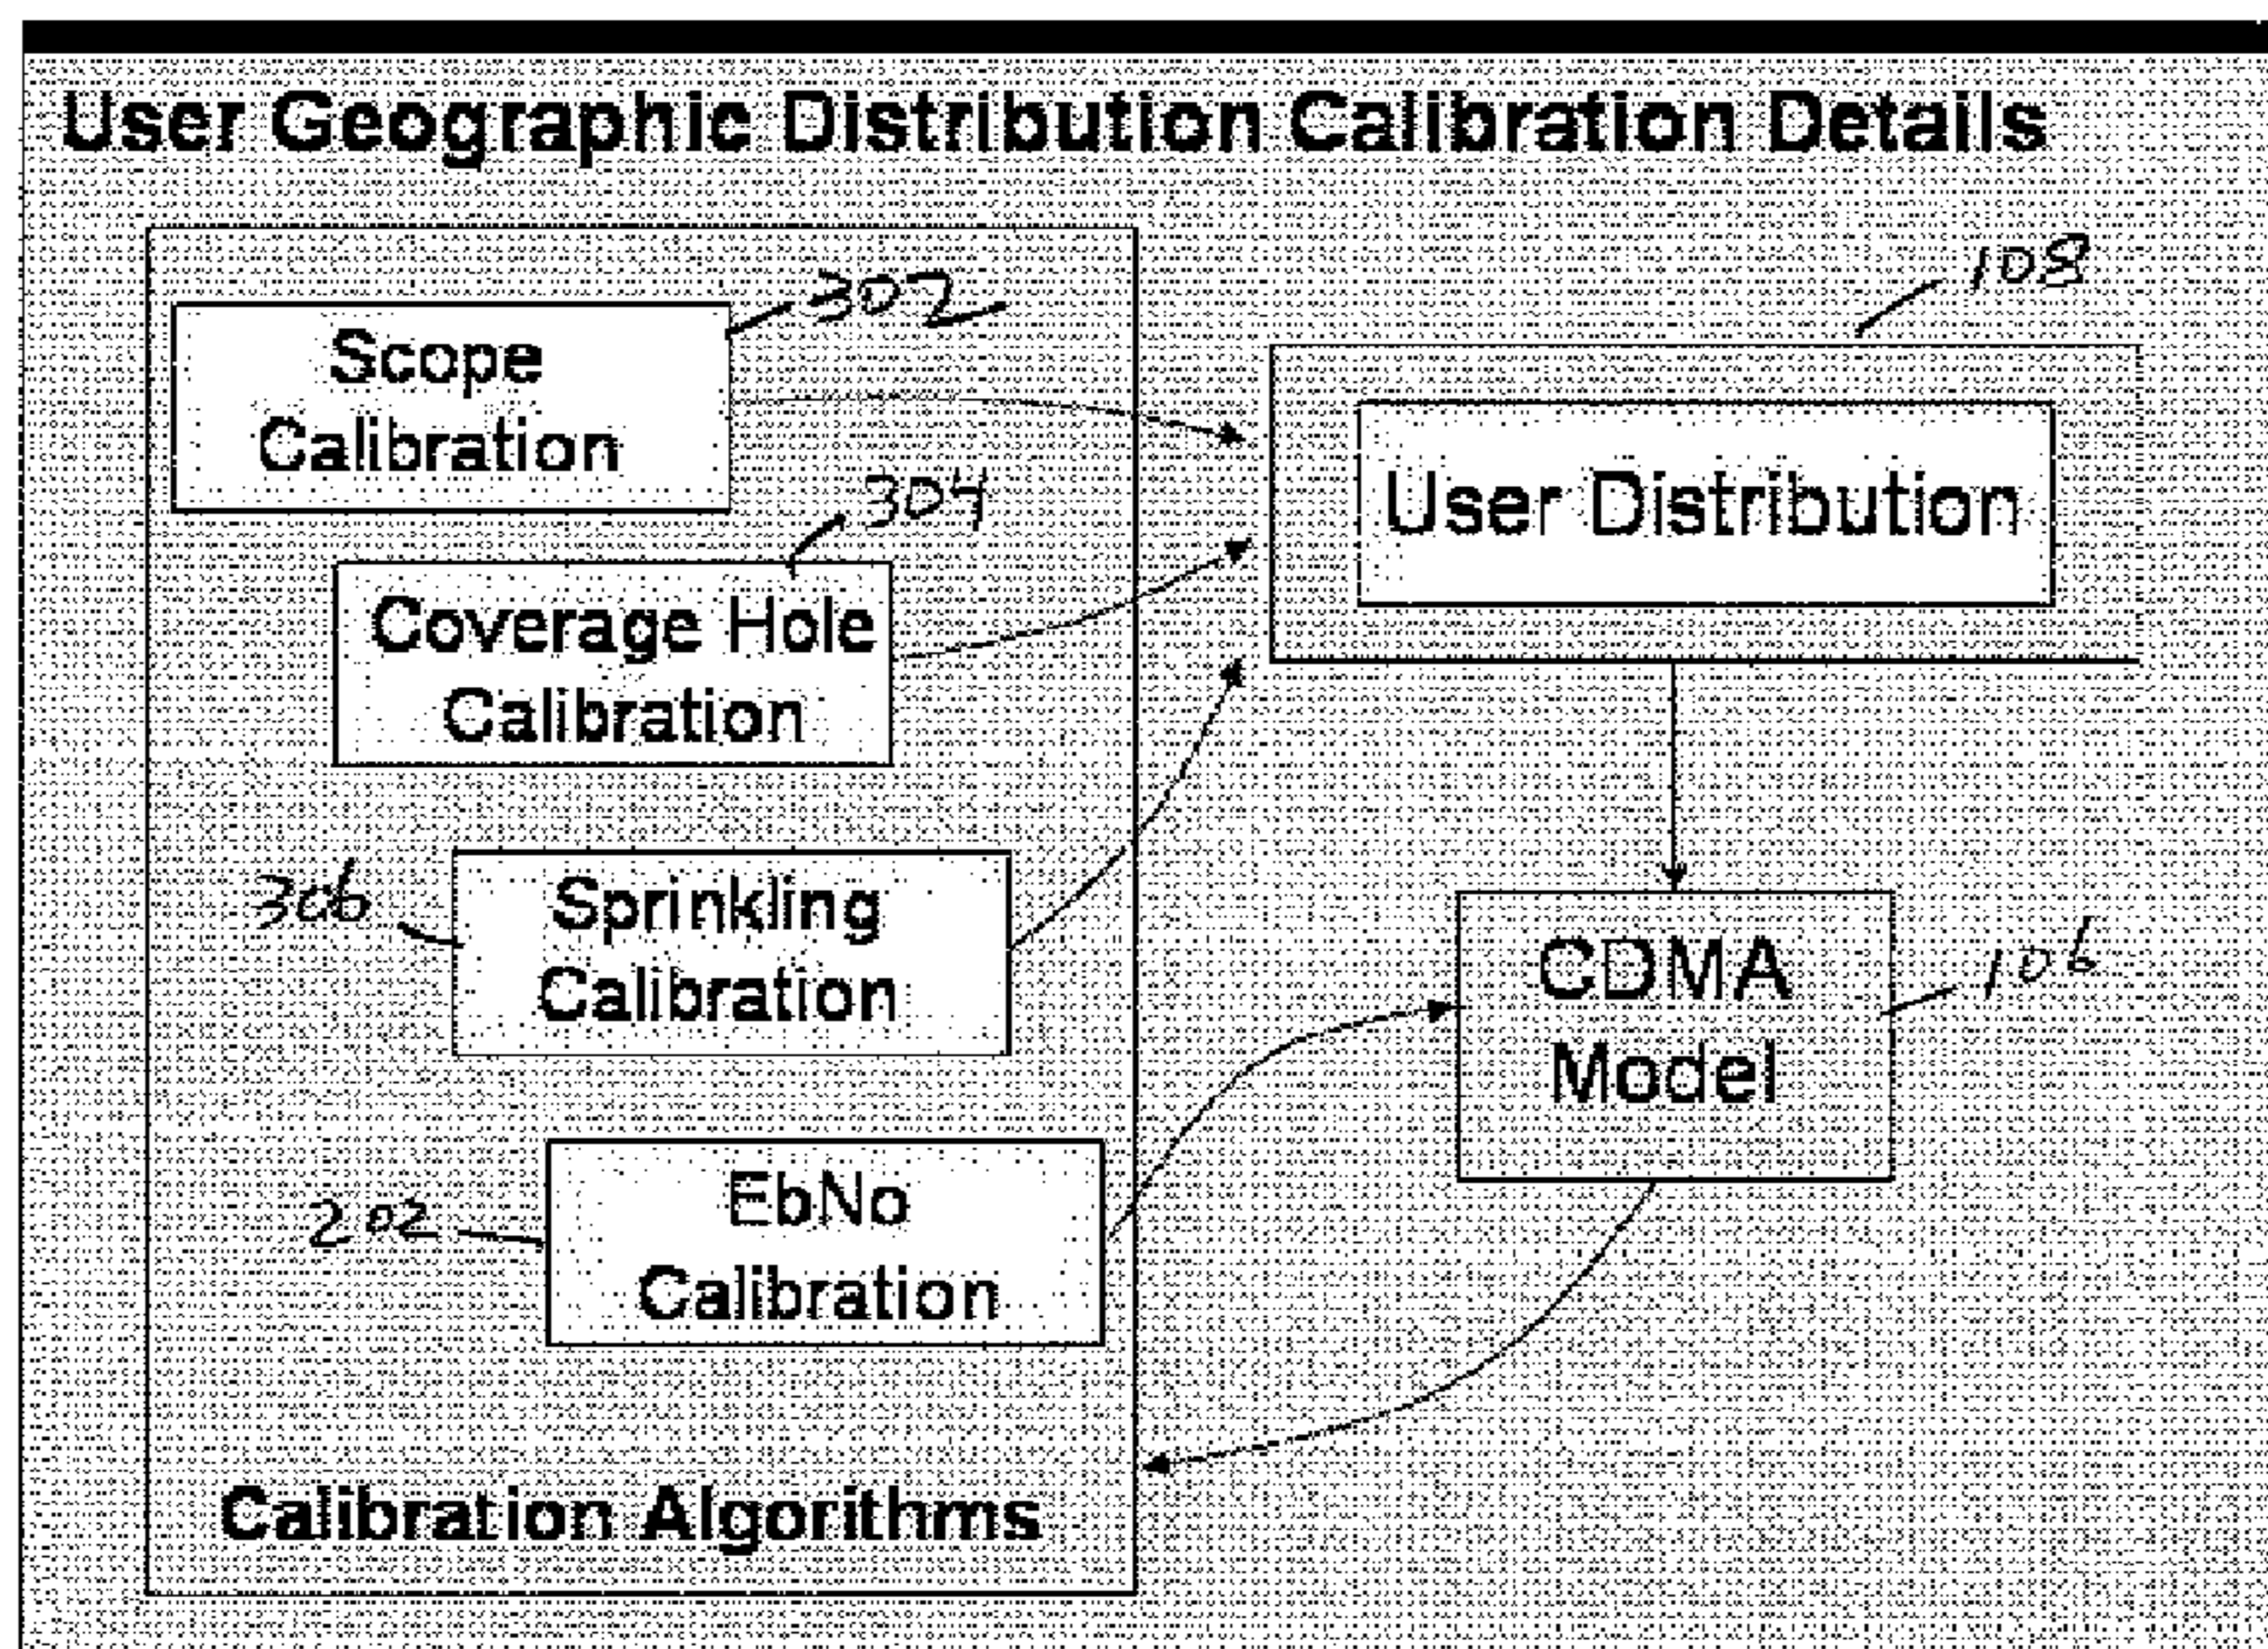 User Geographic Distribution Calibration Details
302
Scope
Calibration
304
Coverage Hole
Calibration
306
Sprinkling
Calibration
202
EbNo
Calibration
Calibration Algorithms
108
User Distribution
CDMA
Model
106